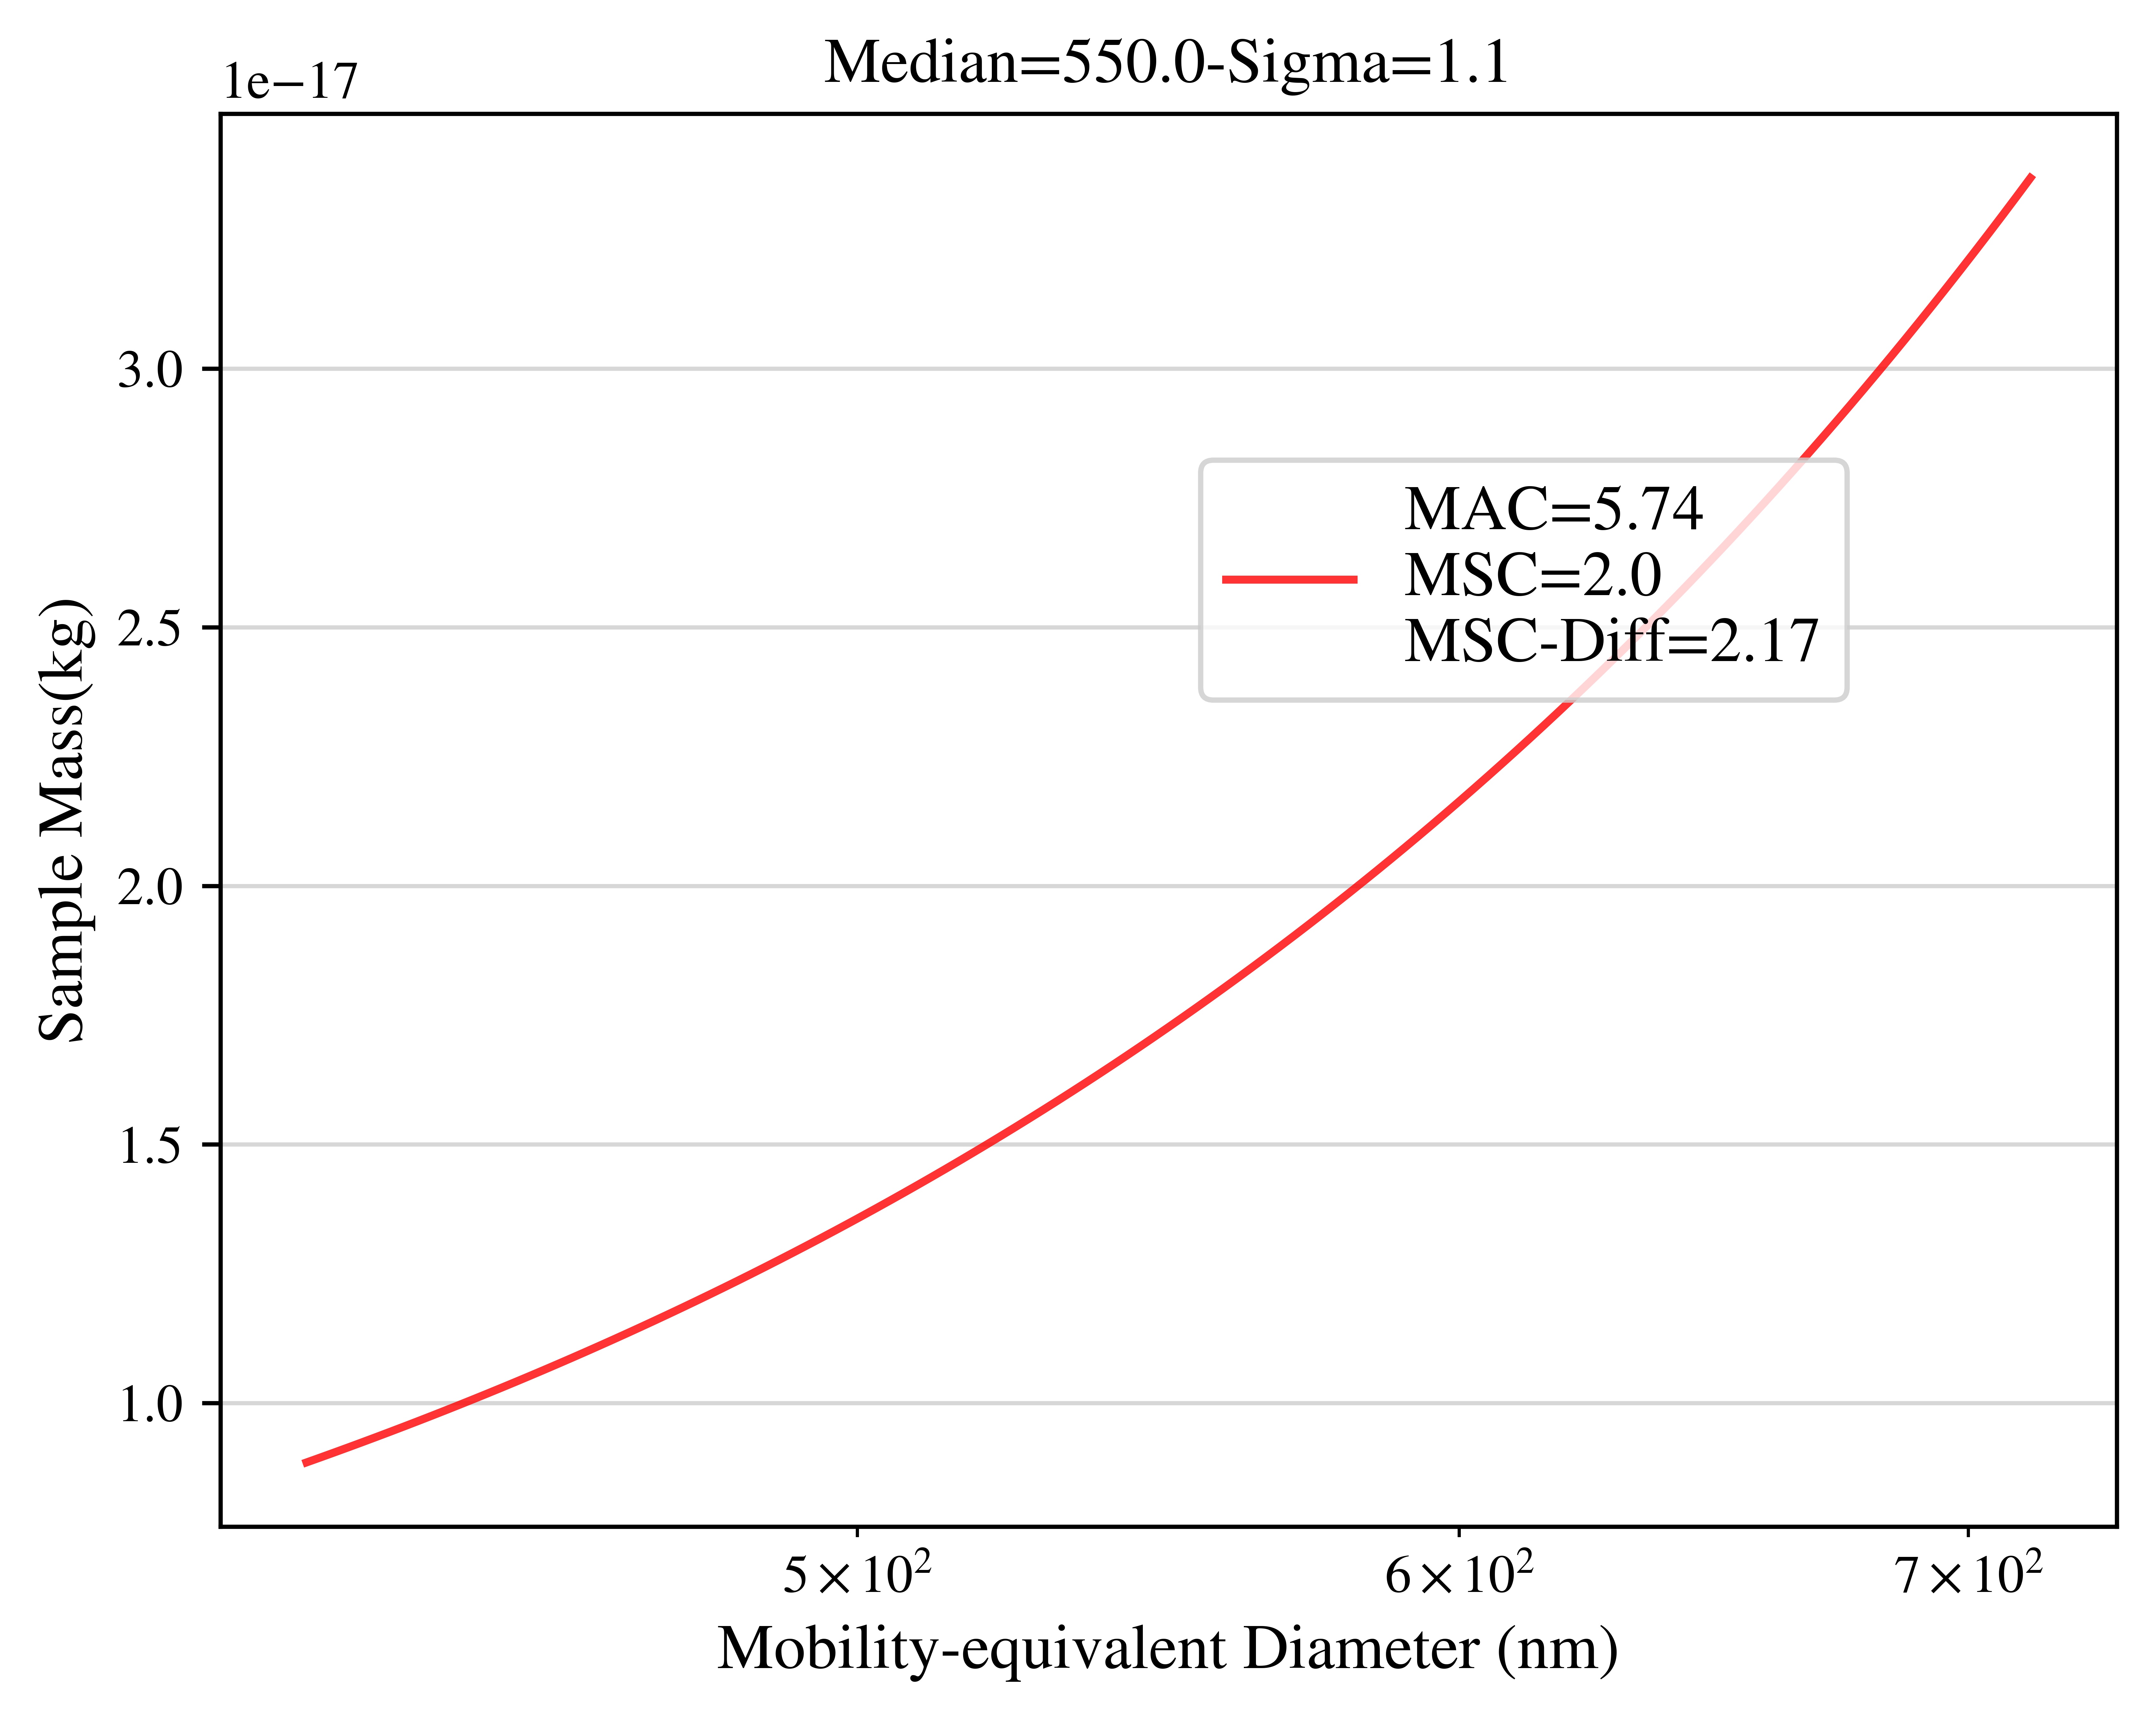 Median=550.0-Sigma=1.1
1e−17
3.0
2.5
2.0
1.5
1.0
Sample Mass(kg)
MAC=5.74
MSC=2.0
MSC-Diff=2.17
5×10²
6×10²
7×10²
Mobility-equivalent Diameter (nm)